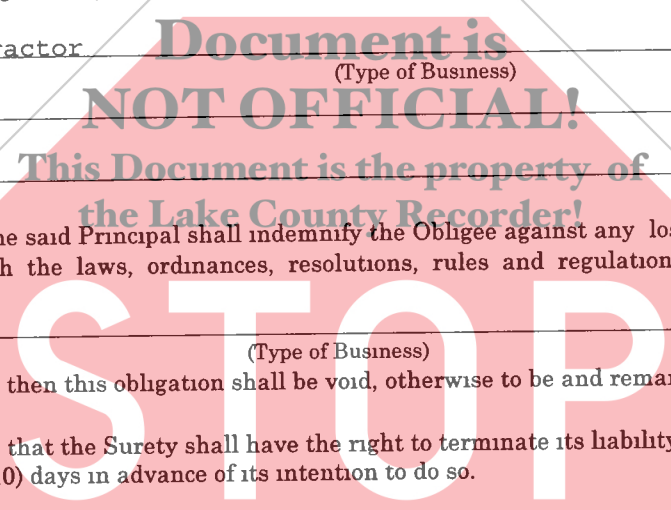 actor
Document is
(Type of Business)
NOT OFFICIAL!
This Document is the property of
the Lake County Recorder!
he said Principal shall indemnify the Obligee against any los
h the laws, ordinances, resolutions, rules and regulation
STOP
(Type of Business)
then this obligation shall be void, otherwise to be and remai
that the Surety shall have the right to terminate its liability
0) days in advance of its intention to do so.